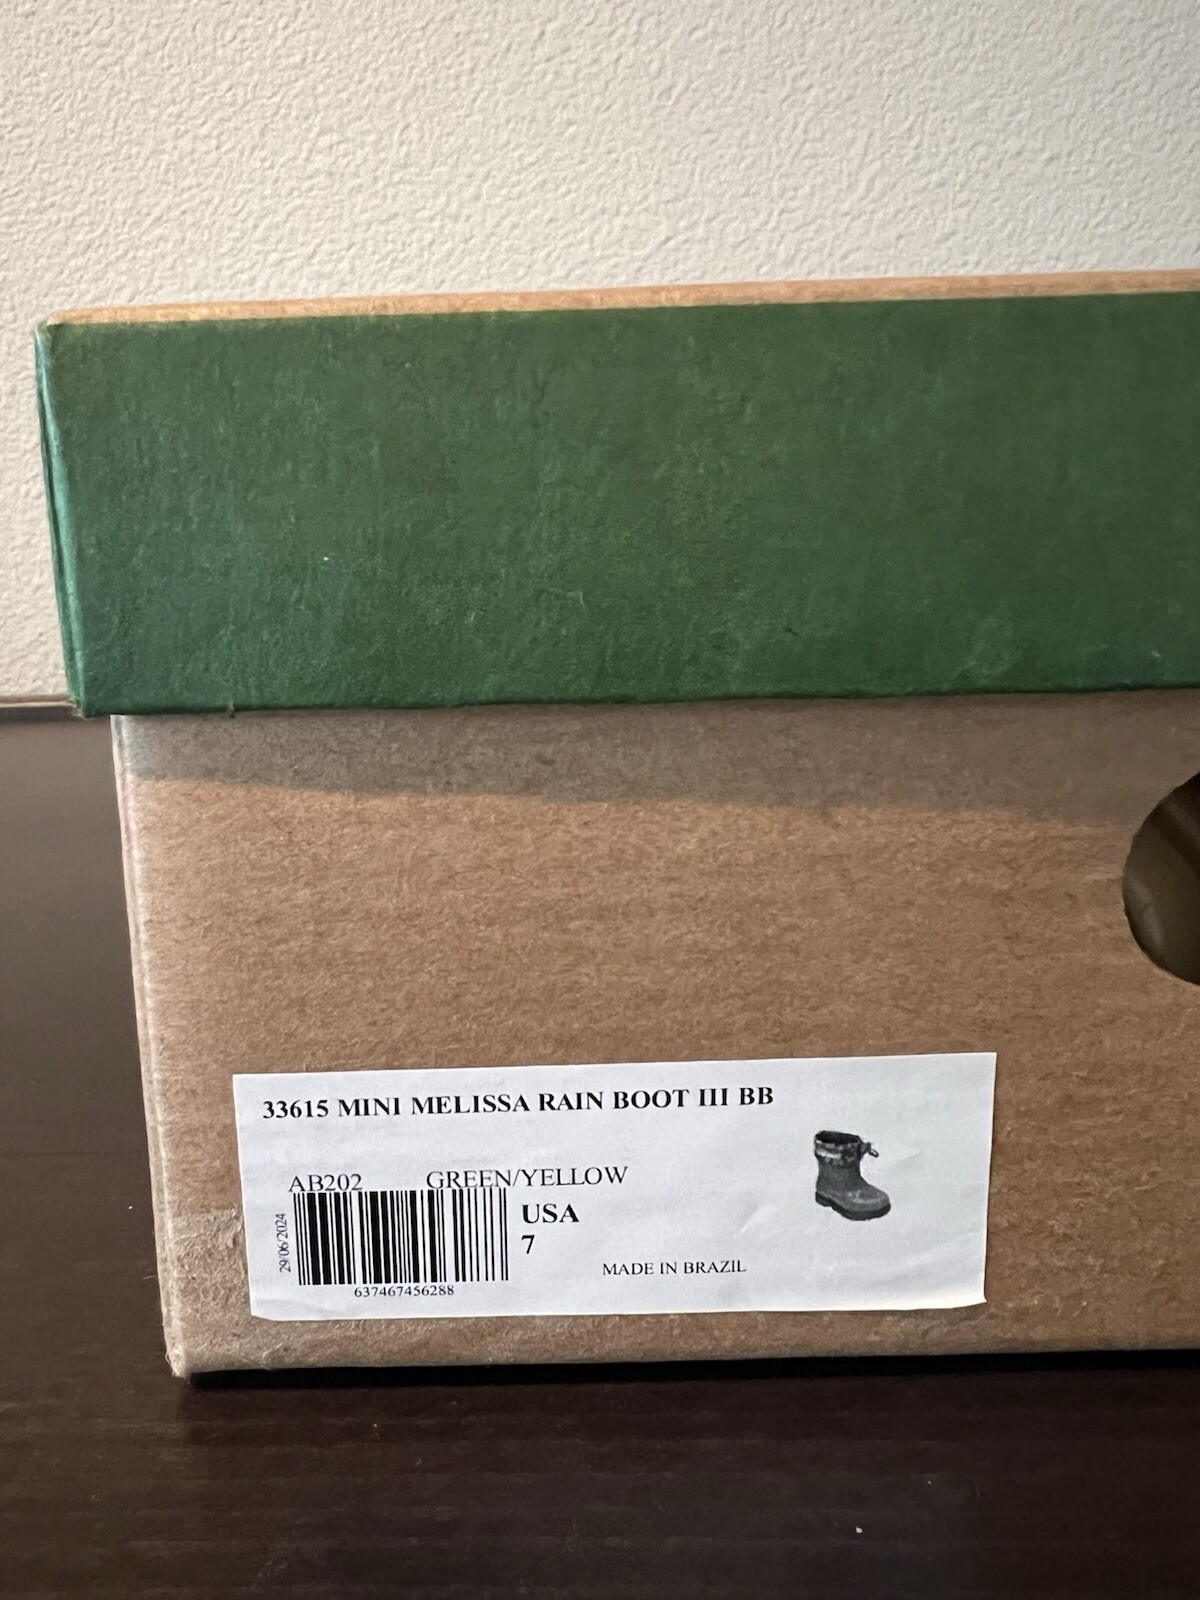 33615 MINI MELISSA RAIN BOOT III BB
AB202 GREEN/YELLOW
29/06/2024
USA
7
MADE IN BRAZIL
637467456288